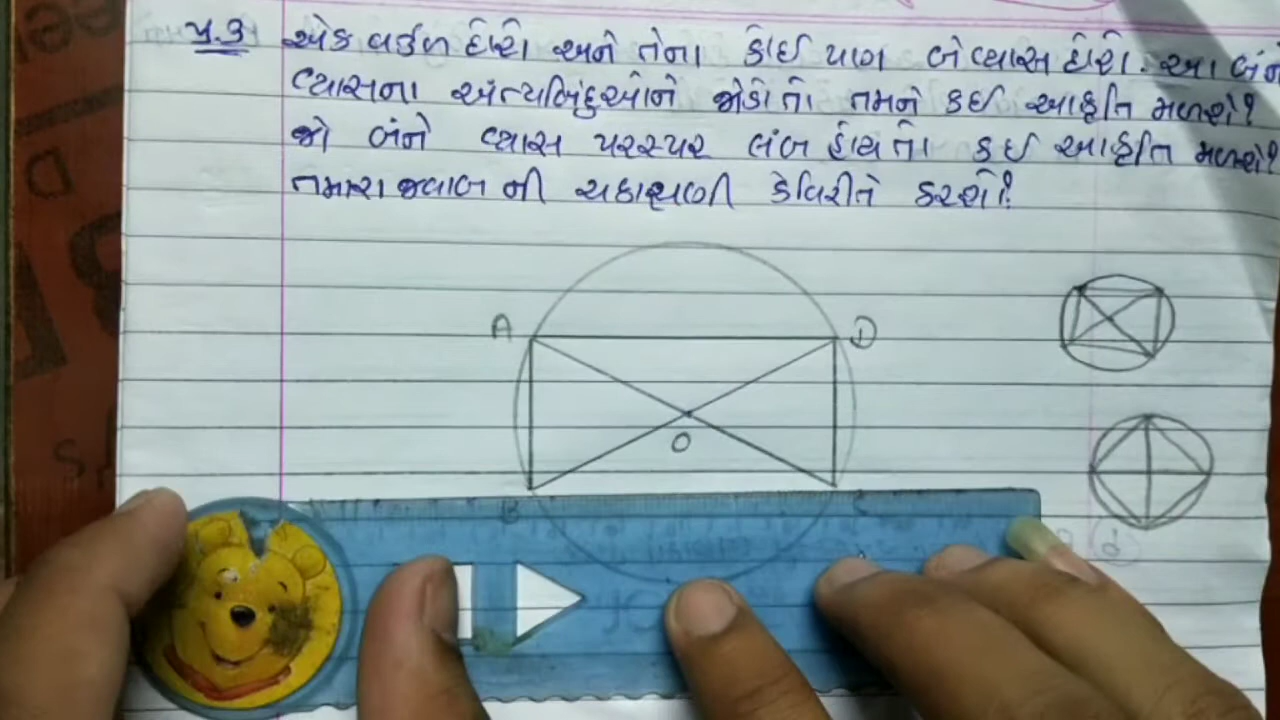 પ્ર.૩ એક વર્તુળ દોરો અને તેના કોઈ પણ બે વ્યાસ દોરો. આ બંને
વ્યાસના અંત્યબિંદુઓને જોડો તો તમને કઈ આકૃતિ મળશે?
જો બંને વ્યાસ પરસ્પર લંબ હોય તો કઈ આકૃતિ મળશે?
તમારા જવાબ ની ચકાસણી કેવિરીતે કરશો?
A D
O
B C